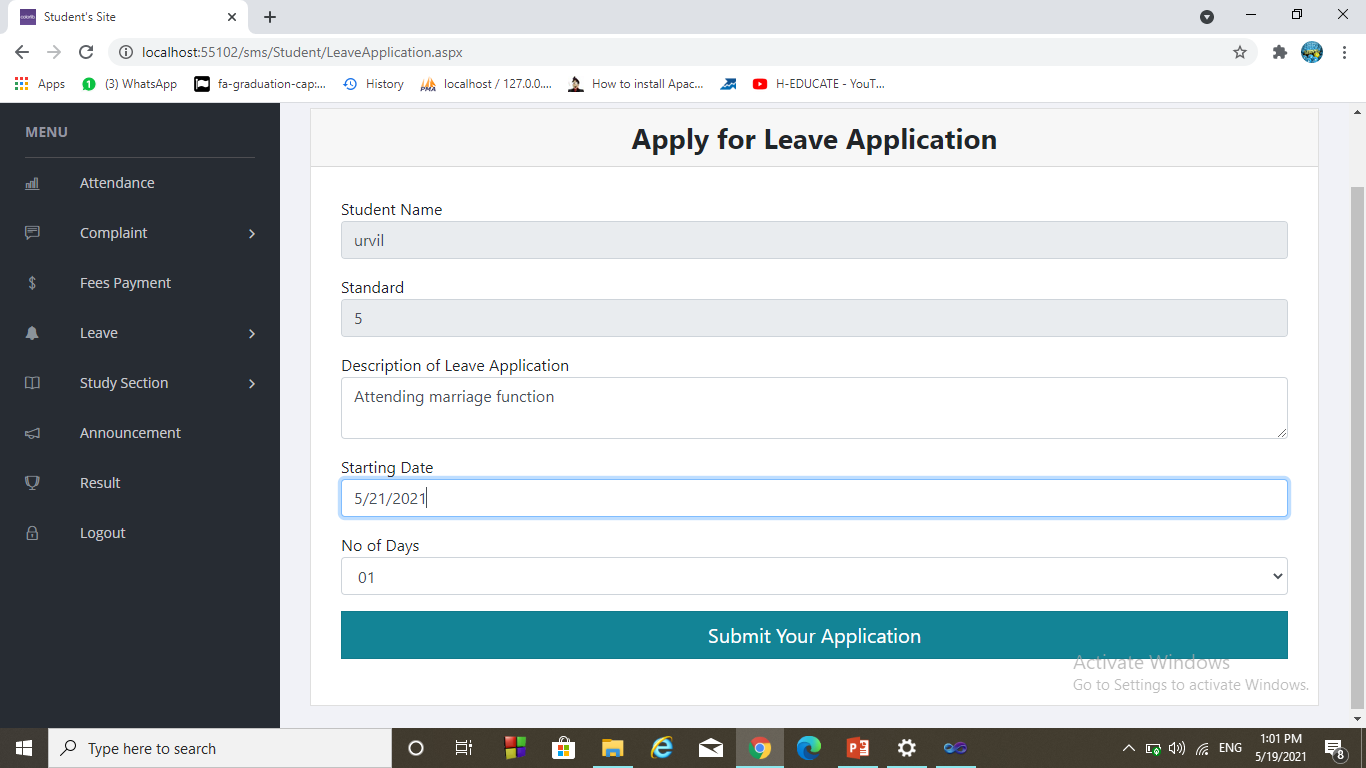 Student's Site
localhost:55102/sms/Student/LeaveApplication.aspx
Apps
(3) WhatsApp
fa-graduation-cap:...
History
localhost / 127.0.0....
How to install Apac...
H-EDUCATE - YouT...
MENU
Attendance
Complaint
Fees Payment
Leave
Study Section
Announcement
Result
Logout
Apply for Leave Application
Student Name
urvil
Standard
5
Description of Leave Application
Attending marriage function
Starting Date
5/21/2021
No of Days
01
Submit Your Application
Activate Windows
Go to Settings to activate Windows.
Type here to search
ENG
1:01 PM
5/19/2021
8